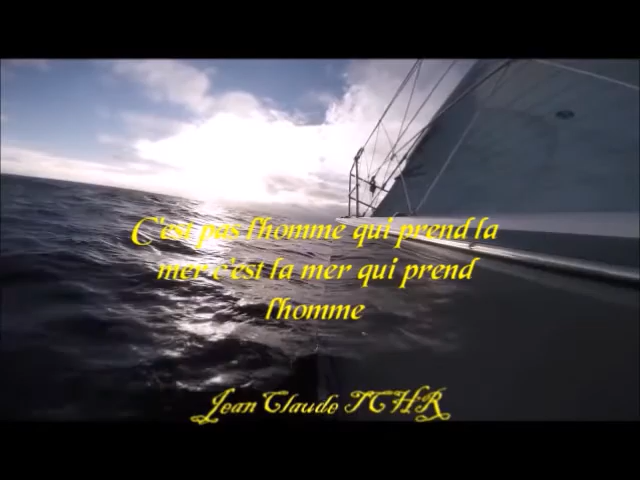 C'est pas l'homme qui prend la
mer c'est la mer qui prend
l'homme
Jean Claude TCHR